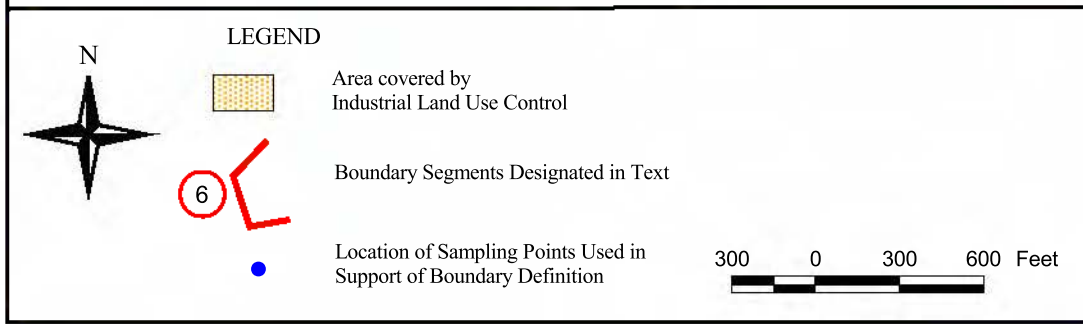 LEGEND
N
Area covered by
Industrial Land Use Control
Boundary Segments Designated in Text
6
Location of Sampling Points Used in
Support of Boundary Definition
300 0 300 600 Feet